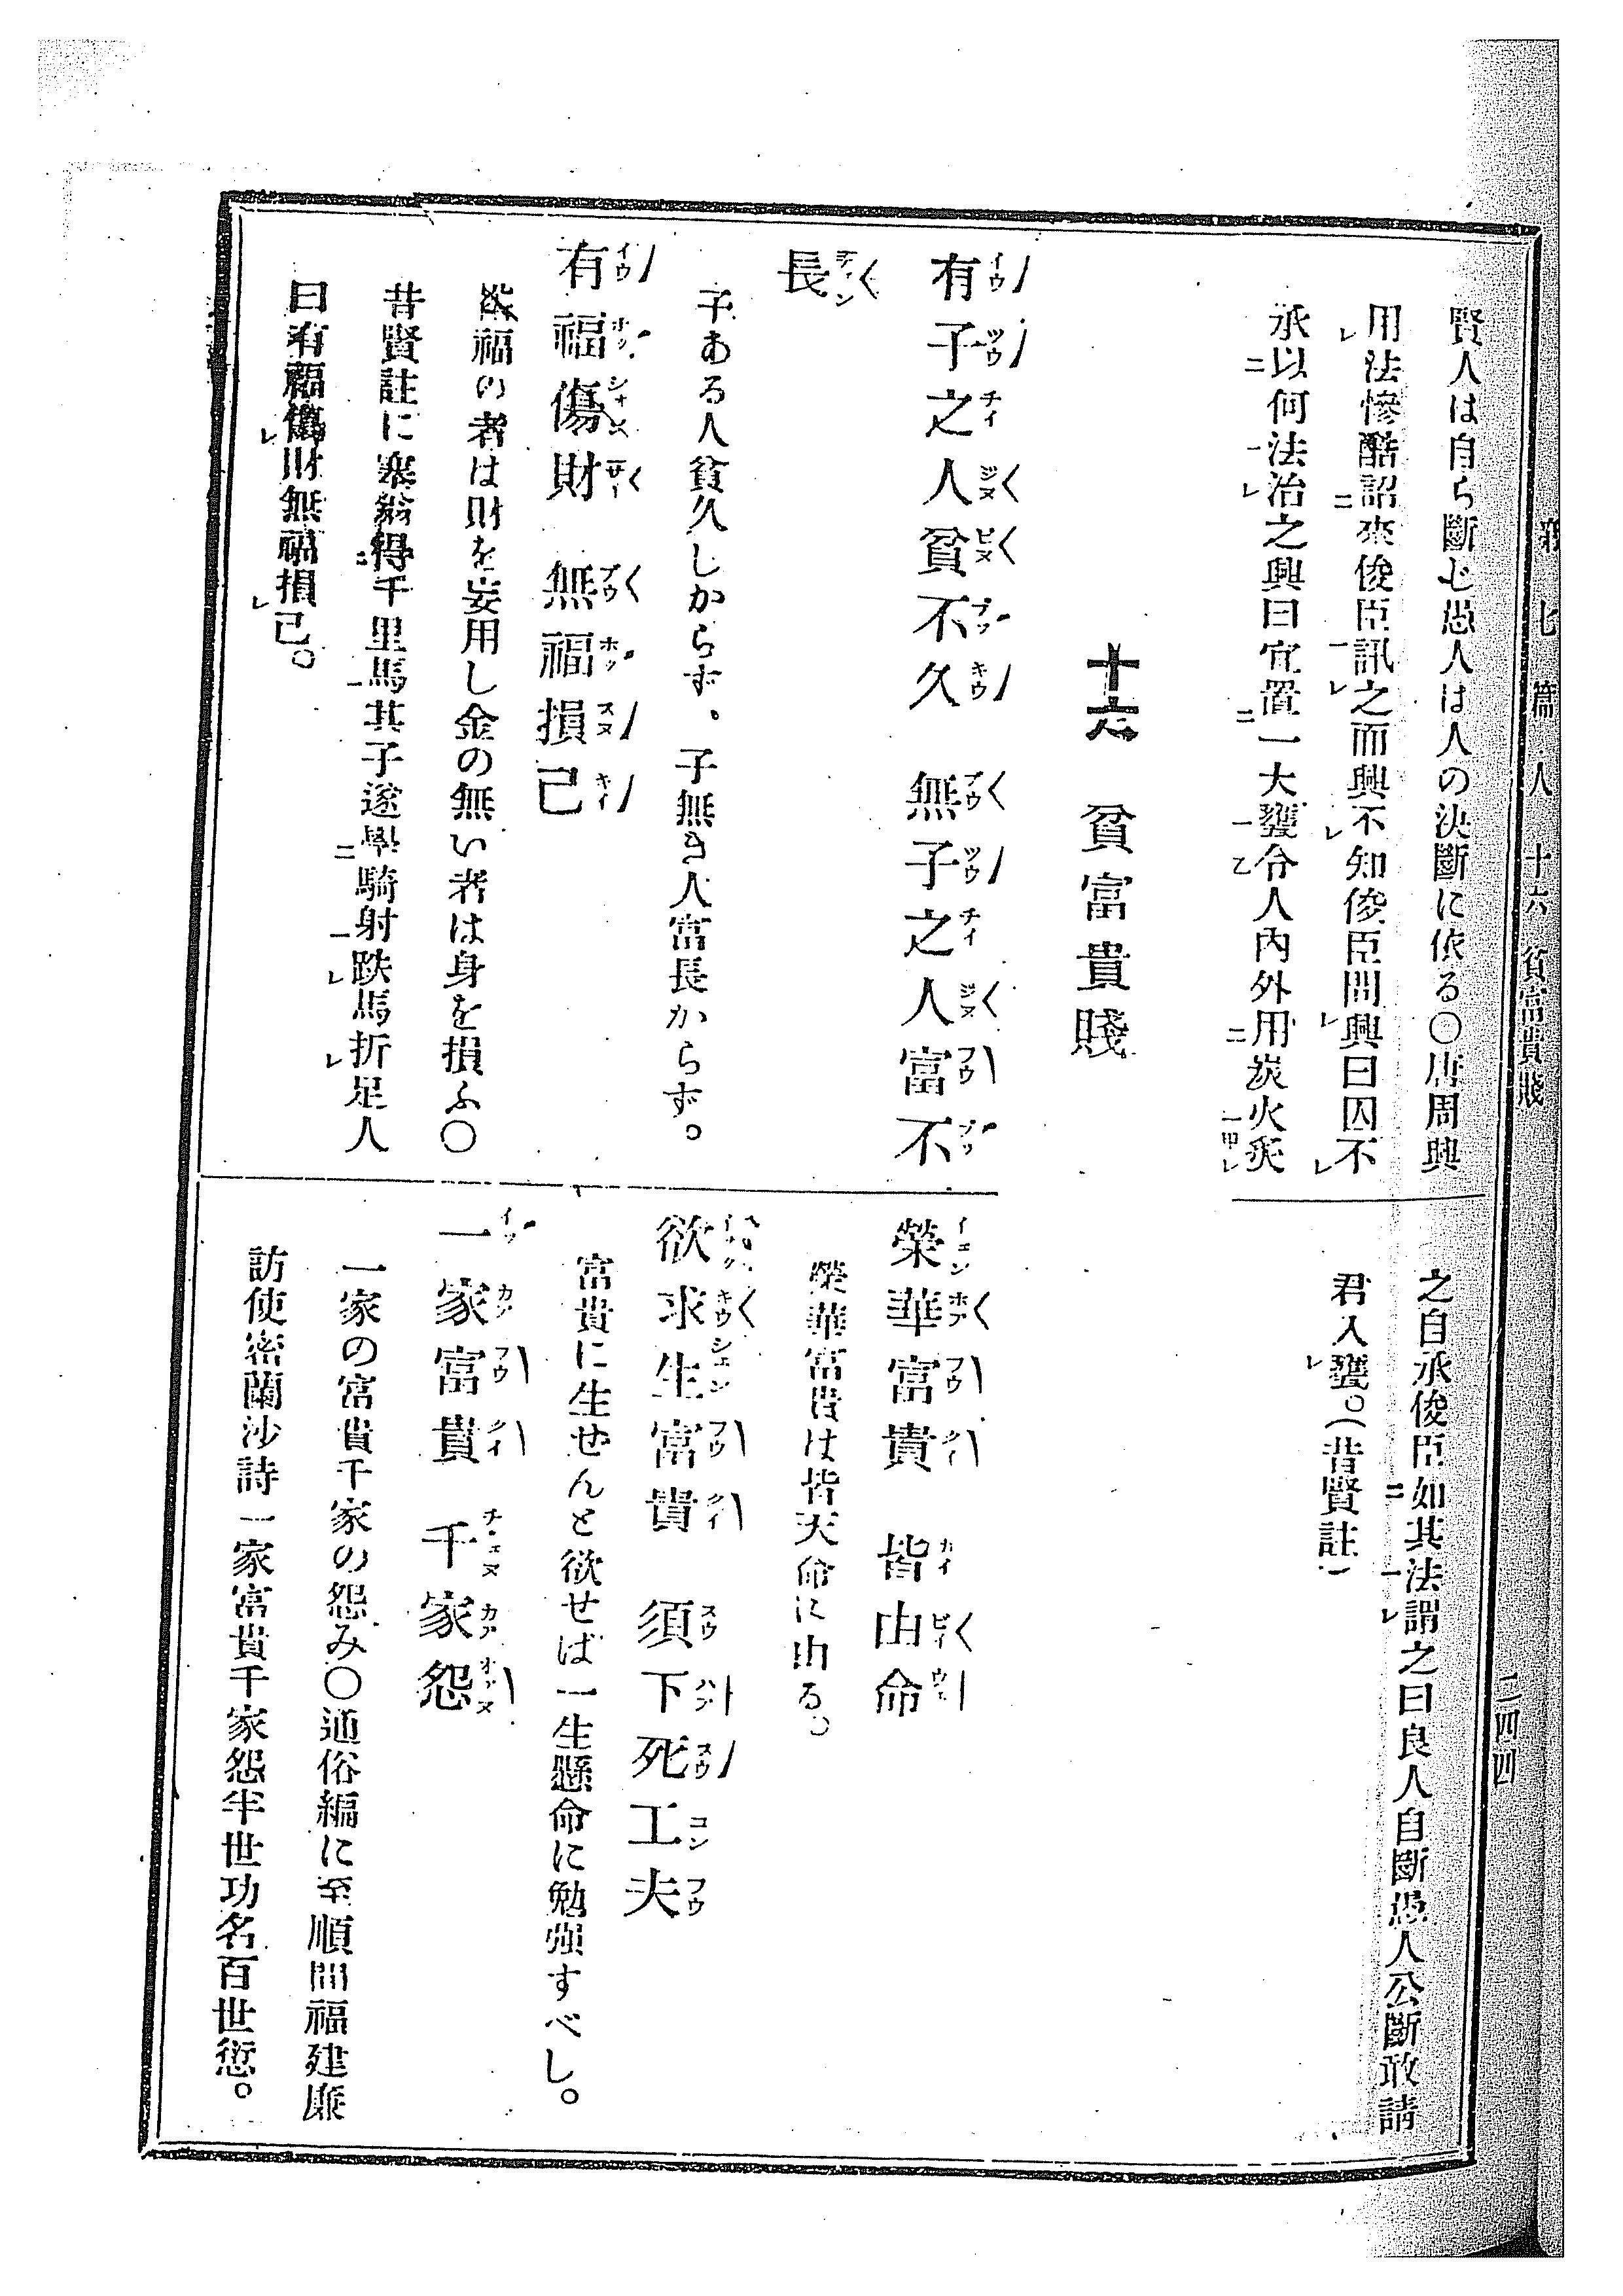 第七篇 人 十六 貧富貴賤
二四四
賢人は自ら斷じ愚人は人の決斷に依る〇唐周興
用法慘酷詔來俊臣訊之而興不知俊臣問興曰囚不
承以何法治之興曰宜置一大甕令人內外用炭火炙
之自承俊臣如其法謂之曰良人自斷愚人公斷敢請
君入甕。(昔賢註)
十六 貧富貴賤
有子之人貧不久 無子之人富不
長
子ある人貧久しからず、子無き人富長からず。
有福傷財 無福損己
福の者は財を妄用し金の無い者は身を損ふ〇
昔賢註に塞翁得千里馬其子遂學騎射跌馬折足人
曰有福傷財無福損己。
榮華富貴 皆由命
榮華富貴は皆天命に由る。
欲求生富貴 須下死工夫
富貴に生せんと欲せば一生懸命に勉强すべし。
一家富貴 千家怨
一家の富貴千家の怨み〇通俗編に至順間福建廉
訪使密蘭沙詩一家富貴千家怨半世功名百世愆。